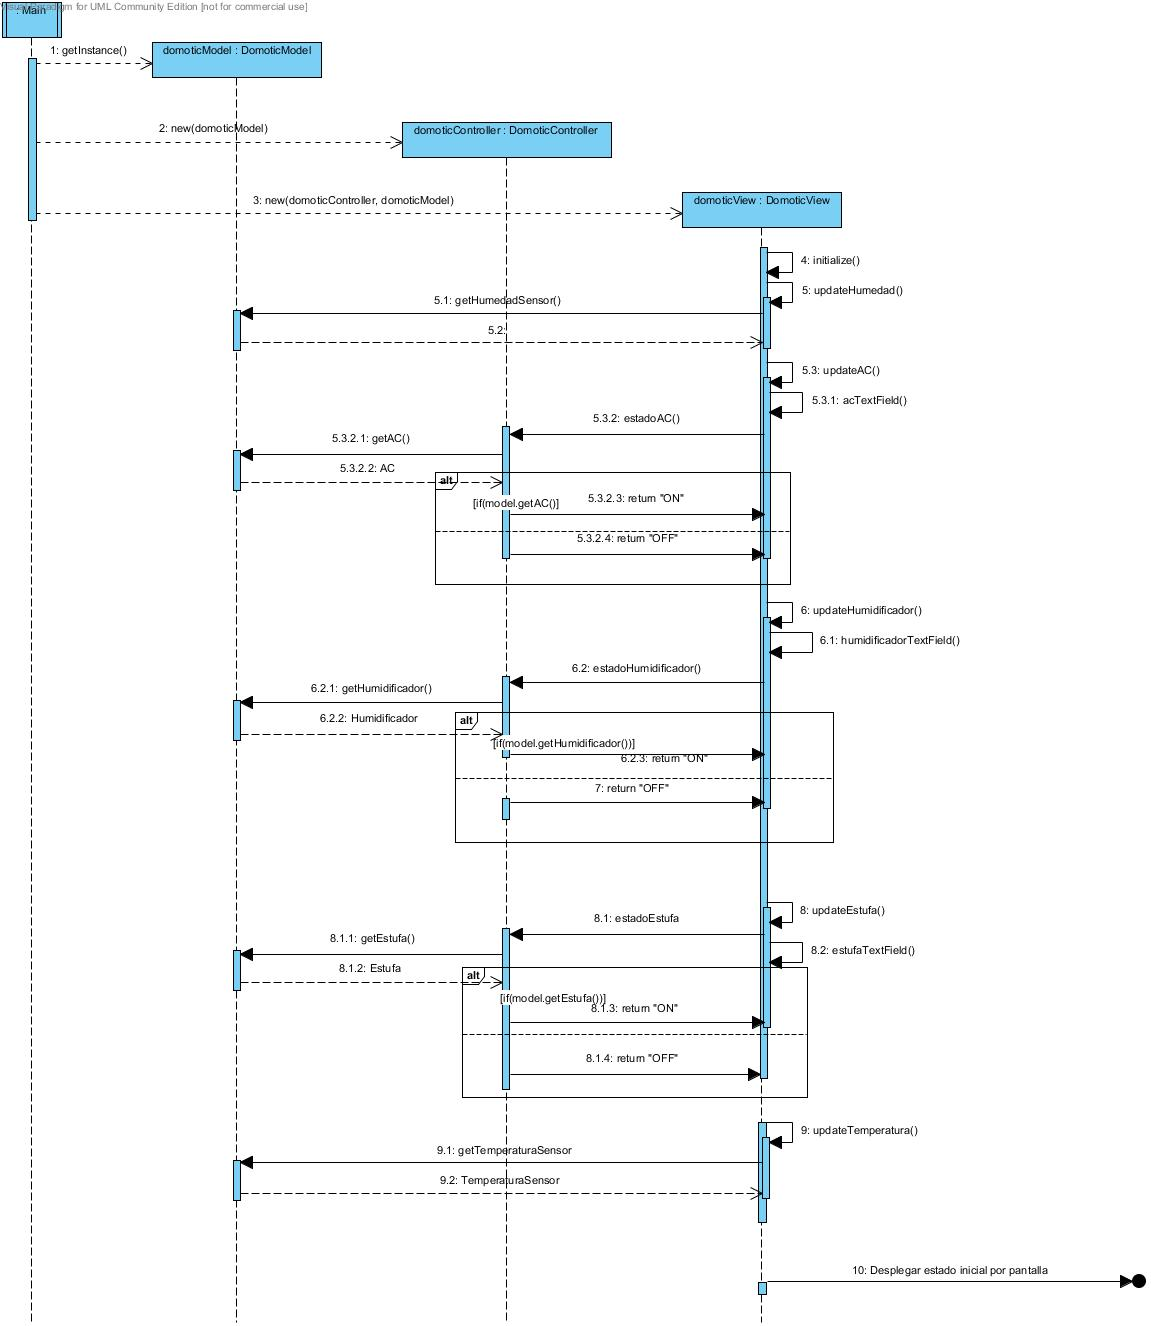 Visual Paradigm for UML Community Edition [not for commercial use]
: Main
1: getInstance()
domoticModel : DomoticModel
2: new(domoticModel)
domoticController : DomoticController
3: new(domoticController, domoticModel)
domoticView : DomoticView
4: initialize()
5: updateHumedad()
5.1: getHumedadSensor()
5.2:
5.3: updateAC()
5.3.1: acTextField()
5.3.2: estadoAC()
5.3.2.1: getAC()
5.3.2.2: AC
alt
[if(model.getAC()]
5.3.2.3: return "ON"
5.3.2.4: return "OFF"
6: updateHumidificador()
6.1: humidificadorTextField()
6.2: estadoHumidificador()
6.2.1: getHumidificador()
6.2.2: Humidificador
alt
[if(model.getHumidificador())]
6.2.3: return "ON"
7: return "OFF"
8: updateEstufa()
8.1: estadoEstufa
8.1.1: getEstufa()
8.2: estufaTextField()
8.1.2: Estufa
alt
[if(model.getEstufa())]
8.1.3: return "ON"
8.1.4: return "OFF"
9: updateTemperatura()
9.1: getTemperaturaSensor
9.2: TemperaturaSensor
10: Desplegar estado inicial por pantalla